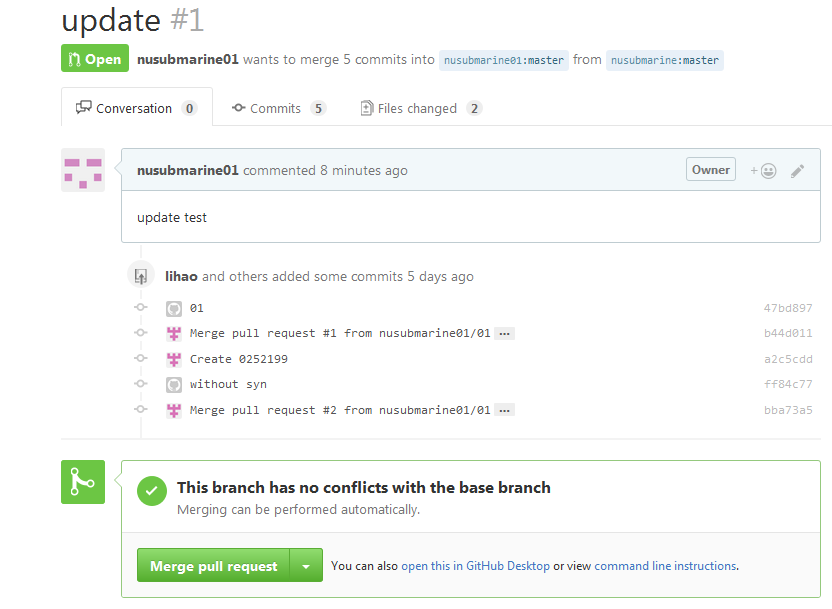 update #1
Open nusubmarine01 wants to merge 5 commits into nusubmarine01:master from nusubmarine:master
Conversation 0 Commits 5 Files changed 2
nusubmarine01 commented 8 minutes ago Owner +
update test
lihao and others added some commits 5 days ago
01 47bd897
Merge pull request #1 from nusubmarine01/01 … b44d011
Create 0252199 a2c5cdd
without syn ff84c77
Merge pull request #2 from nusubmarine01/01 … bba73a5
This branch has no conflicts with the base branch
Merging can be performed automatically.
Merge pull request You can also open this in GitHub Desktop or view command line instructions.